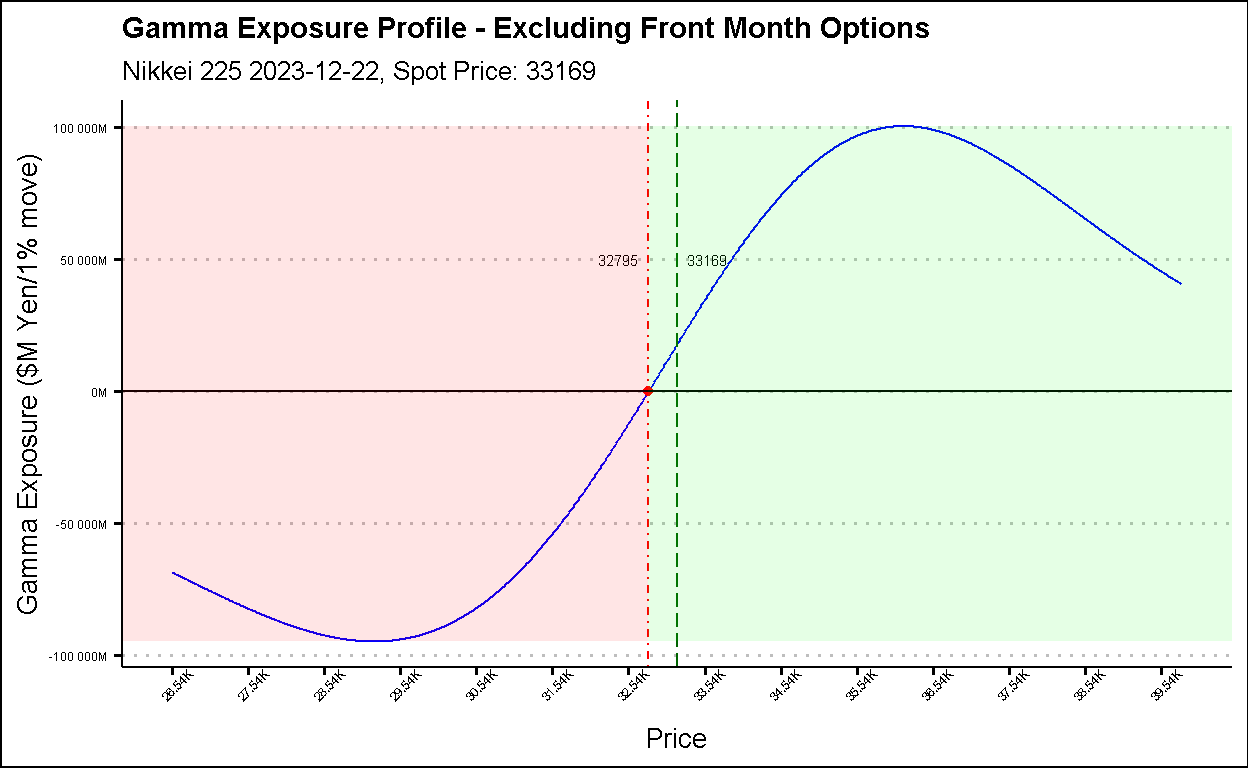 Gamma Exposure Profile - Excluding Front Month Options
Nikkei 225 2023-12-22, Spot Price: 33169
Gamma Exposure ($M Yen/1% move)
100 000M
50 000M
0M
-50 000M
-100 000M
32795
33169
26.54K
27.54K
28.54K
29.54K
30.54K
31.54K
32.54K
33.54K
34.54K
35.54K
36.54K
37.54K
38.54K
39.54K
Price